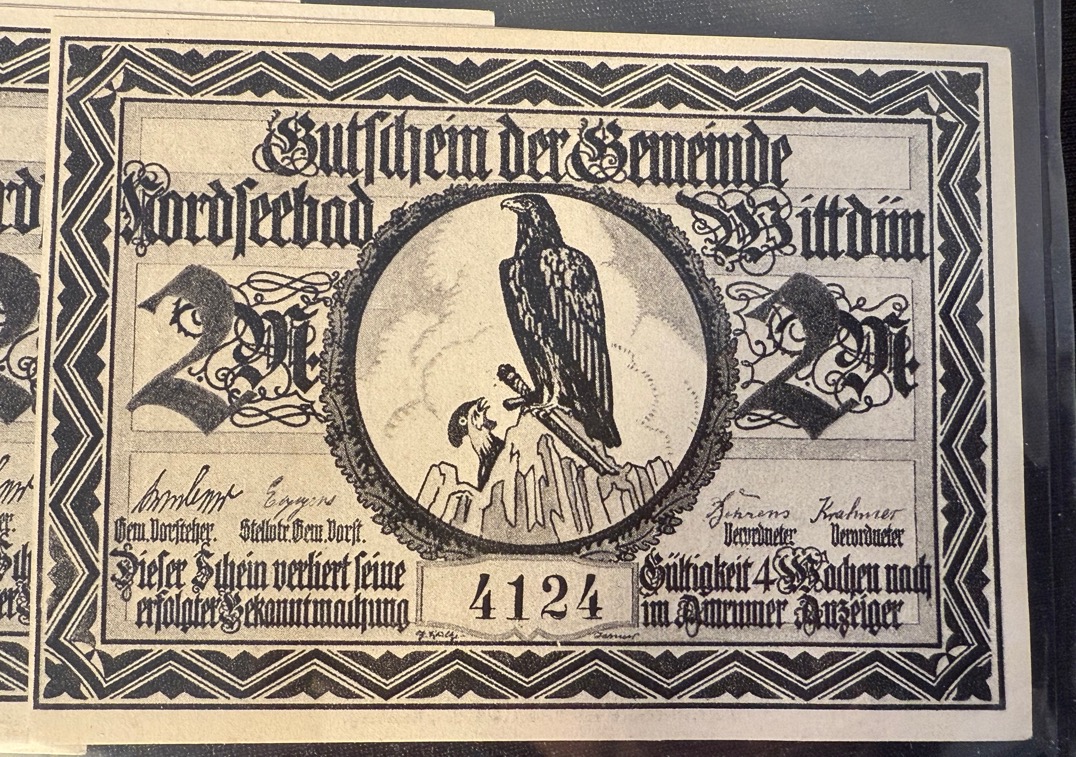 Gutschein der Gemeinde
Nordseebad Wittdün
2 M. 2 M.
Eggers Behrens Krahmer
Gem. Vorsteher. Stellvtr. Gem. Vorst. Verordneter Verordneter
Dieser Schein verliert seine Gültigkeit 4 Wochen nach
erfolgter Bekanntmachung im Amrumer Anzeiger
4124